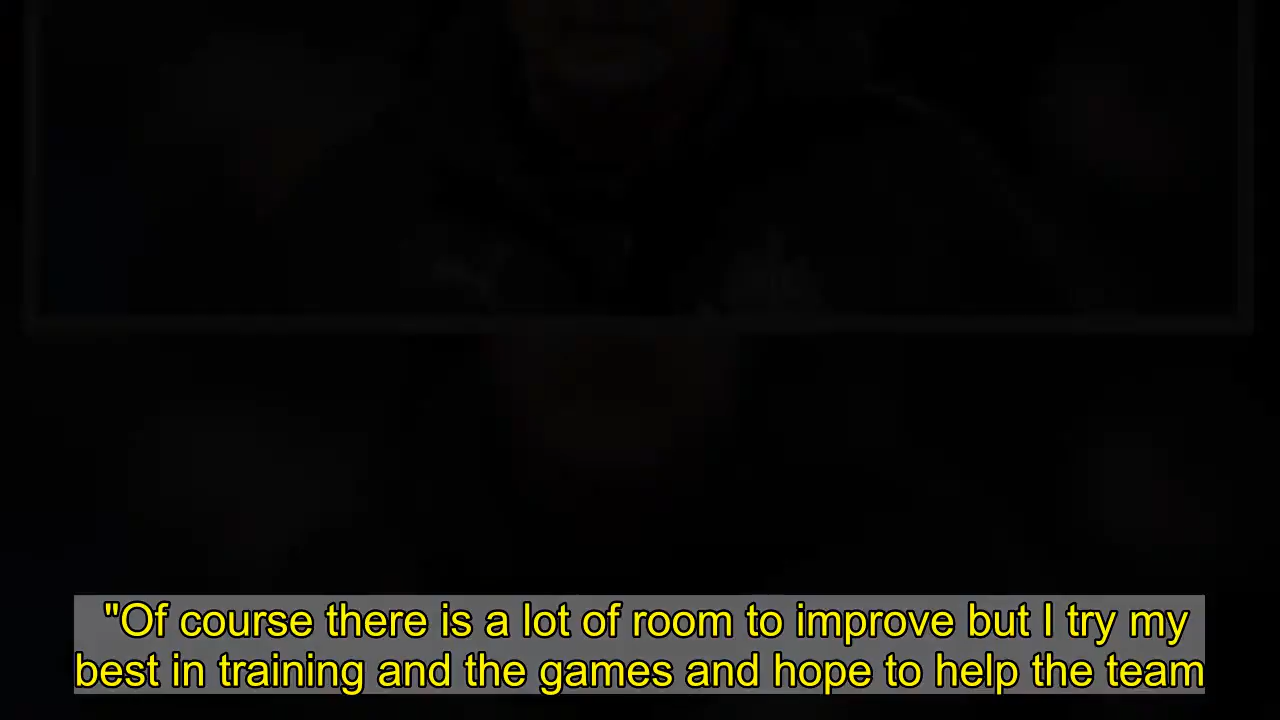 "Of course there is a lot of room to improve but I try my
best in training and the games and hope to help the team